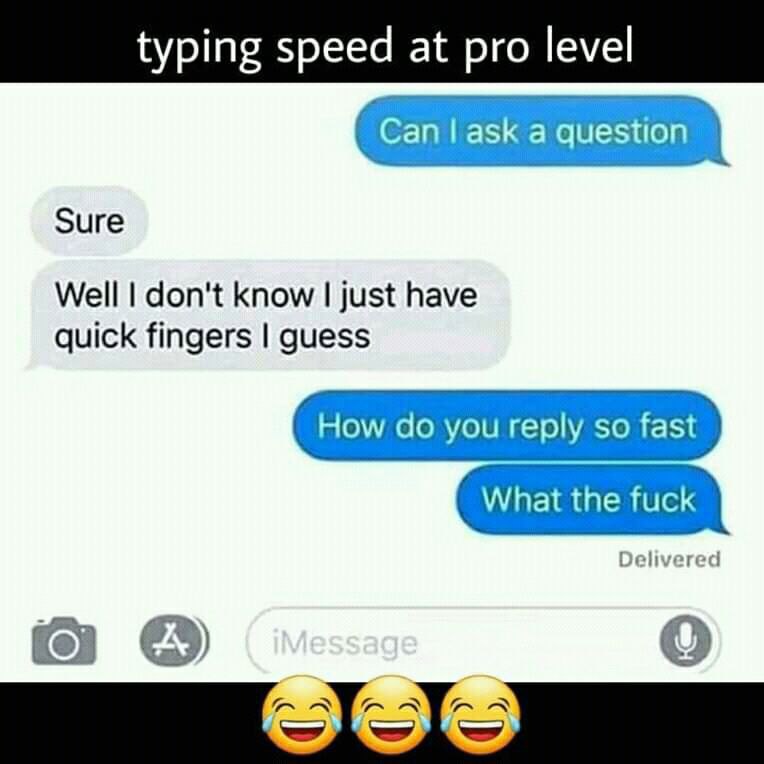 typing speed at pro level
Can I ask a question
Sure
Well I don't know I just have
quick fingers I guess
How do you reply so fast
What the fuck
Delivered
iMessage